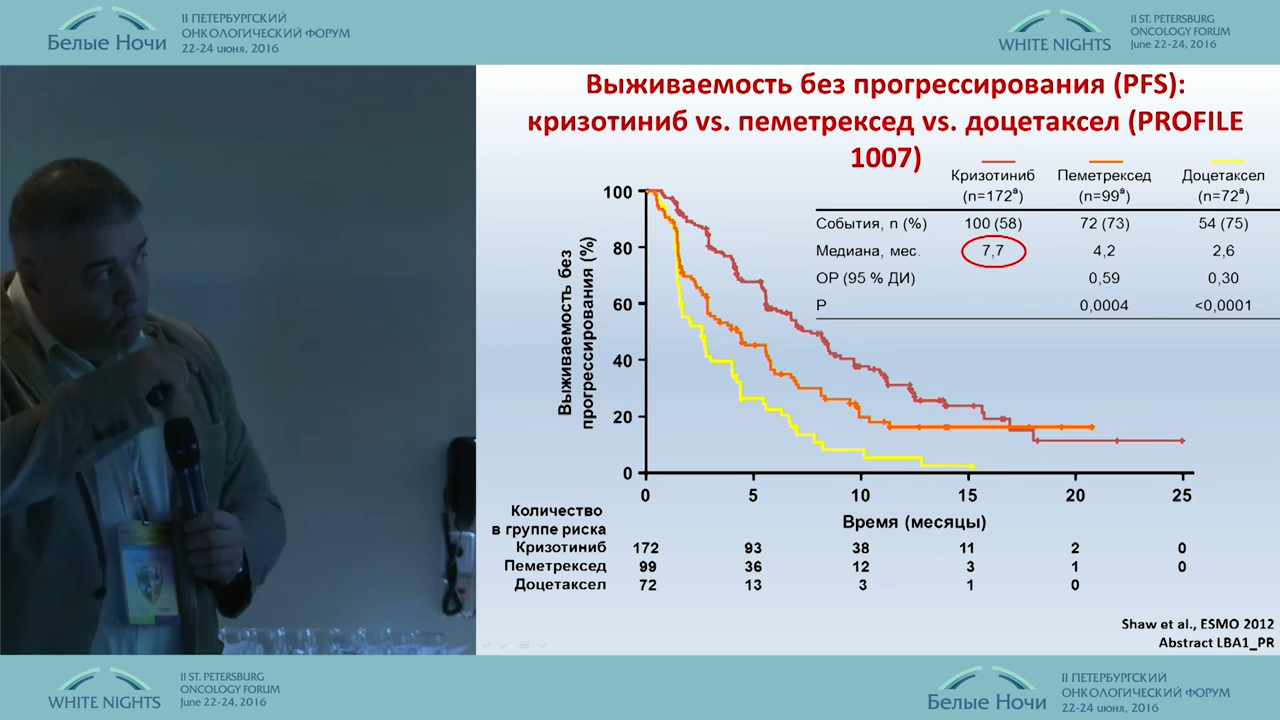 II ПЕТЕРБУРГСКИЙ
ОНКОЛОГИЧЕСКИЙ ФОРУМ
Белые Ночи
22-24 июня, 2016
II ST. PETERSBURG
ONCOLOGY FORUM
WHITE NIGHTS
June 22-24, 2016
Выживаемость без прогрессирования (PFS):
кризотиниб vs. пеметрексед vs. доцетаксел (PROFILE
1007)
Кризотиниб Пеметрексед Доцетаксел
(n=172ª) (n=99ª) (n=72ª)
События, n (%) 100 (58) 72 (73) 54 (75)
Медиана, мес. 7,7 4,2 2,6
ОР (95 % ДИ) 0,59 0,30
P 0,0004 <0,0001
Выживаемость без
прогрессирования (%)
100
80
60
40
20
0
0 5 10 15 20 25
Время (месяцы)
Количество
в группе риска
Кризотиниб 172 93 38 11 2 0
Пеметрексед 99 36 12 3 1 0
Доцетаксел 72 13 3 1 0
Shaw et al., ESMO 2012
Abstract LBA1_PR
II ST. PETERSBURG
ONCOLOGY FORUM
WHITE NIGHTS
June 22-24, 2016
II ПЕТЕРБУРГСКИЙ
ОНКОЛОГИЧЕСКИЙ ФОРУМ
Белые Ночи
22-24 июня, 2016